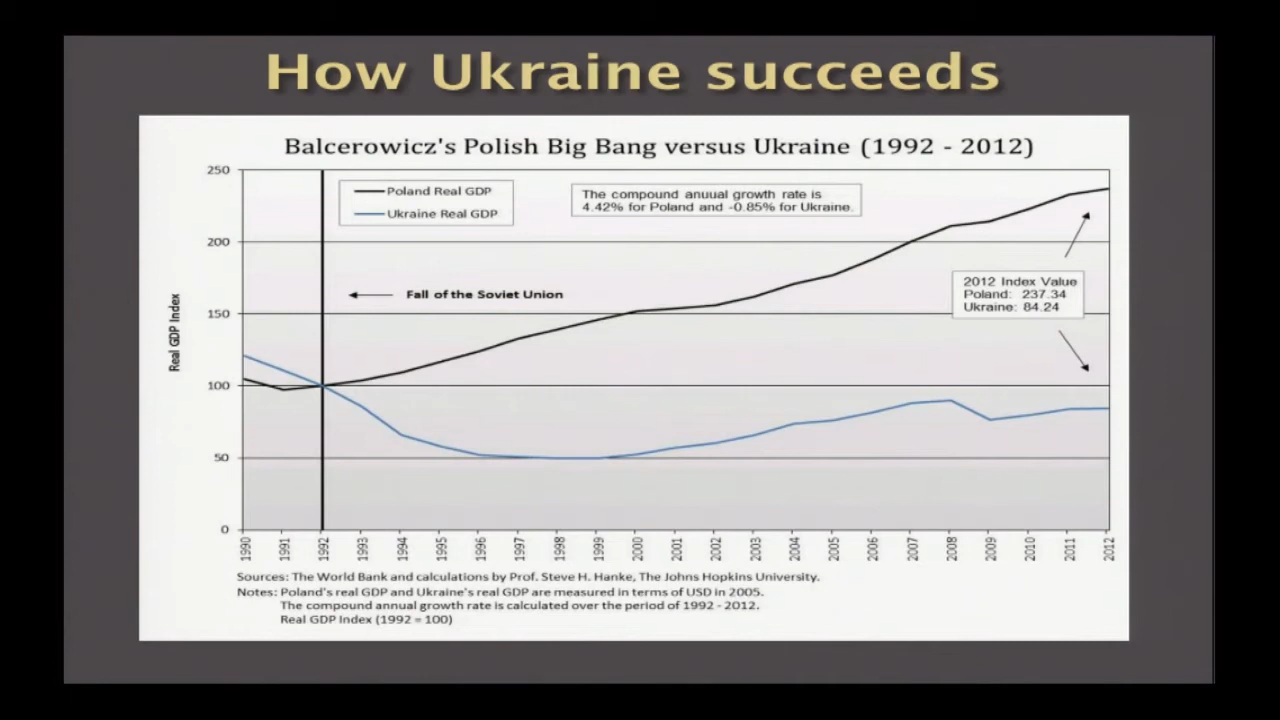 How Ukraine succeeds
Balcerowicz's Polish Big Bang versus Ukraine (1992 - 2012)
250
200
150
100
50
0
Real GDP Index
Poland Real GDP
Ukraine Real GDP
The compound anuual growth rate is
4.42% for Poland and -0.85% for Ukraine.
Fall of the Soviet Union
2012 Index Value
Poland: 237.34
Ukraine: 84.24
1990 1991 1992 1993 1994 1995 1996 1997 1998 1999 2000 2001 2002 2003 2004 2005 2006 2007 2008 2009 2010 2011 2012
Sources: The World Bank and calculations by Prof. Steve H. Hanke, The Johns Hopkins University.
Notes: Poland's real GDP and Ukraine's real GDP are measured in terms of USD in 2005.
The compound annual growth rate is calculated over the period of 1992 - 2012.
Real GDP Index (1992 = 100)